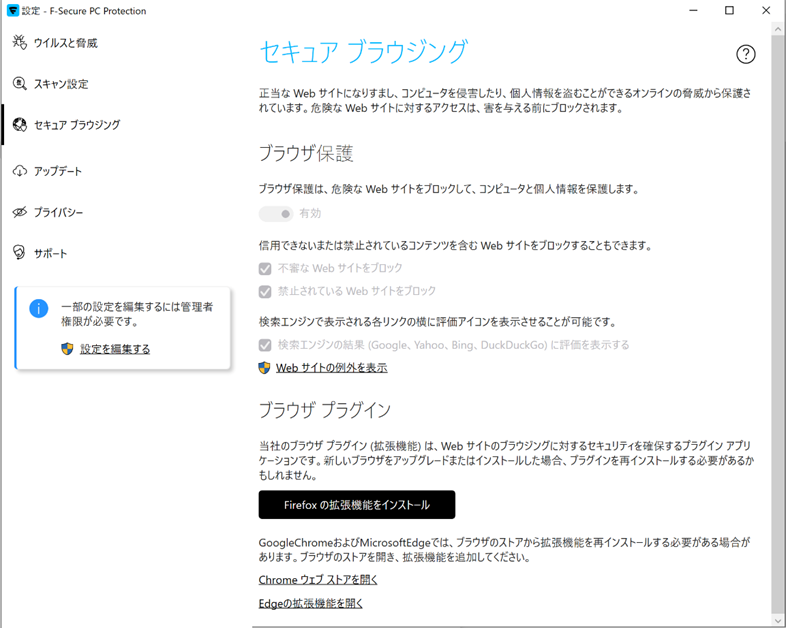 設定 - F-Secure PC Protection
ウイルスと脅威
スキャン設定
セキュア ブラウジング
アップデート
プライバシー
サポート
一部の設定を編集するには管理者
権限が必要です。
設定を編集する
セキュア ブラウジング
正当な Web サイトになりすまし、コンピュータを侵害したり、個人情報を盗むことができるオンラインの脅威から保護さ
れています。危険な Web サイトに対するアクセスは、害を与える前にブロックされます。
ブラウザ保護
ブラウザ保護は、危険な Web サイトをブロックして、コンピュータと個人情報を保護します。
有効
信用できないまたは禁止されているコンテンツを含む Web サイトをブロックすることもできます。
不審な Web サイトをブロック
禁止されている Web サイトをブロック
検索エンジンで表示される各リンクの横に評価アイコンを表示させることが可能です。
検索エンジンの結果 (Google、Yahoo、Bing、DuckDuckGo) に評価を表示する
Web サイトの例外を表示
ブラウザ プラグイン
当社のブラウザ プラグイン (拡張機能) は、Web サイトのブラウジングに対するセキュリティを確保するプラグイン アプリ
ケーションです。新しいブラウザをアップグレードまたはインストールした場合、プラグインを再インストールする必要があるか
もしれません。
Firefox の拡張機能をインストール
GoogleChromeおよびMicrosoftEdgeでは、ブラウザのストアから拡張機能を再インストールする必要がある場合が
あります。ブラウザのストアを開き、拡張機能を追加してください。
Chrome ウェブ ストアを開く
Edgeの拡張機能を開く